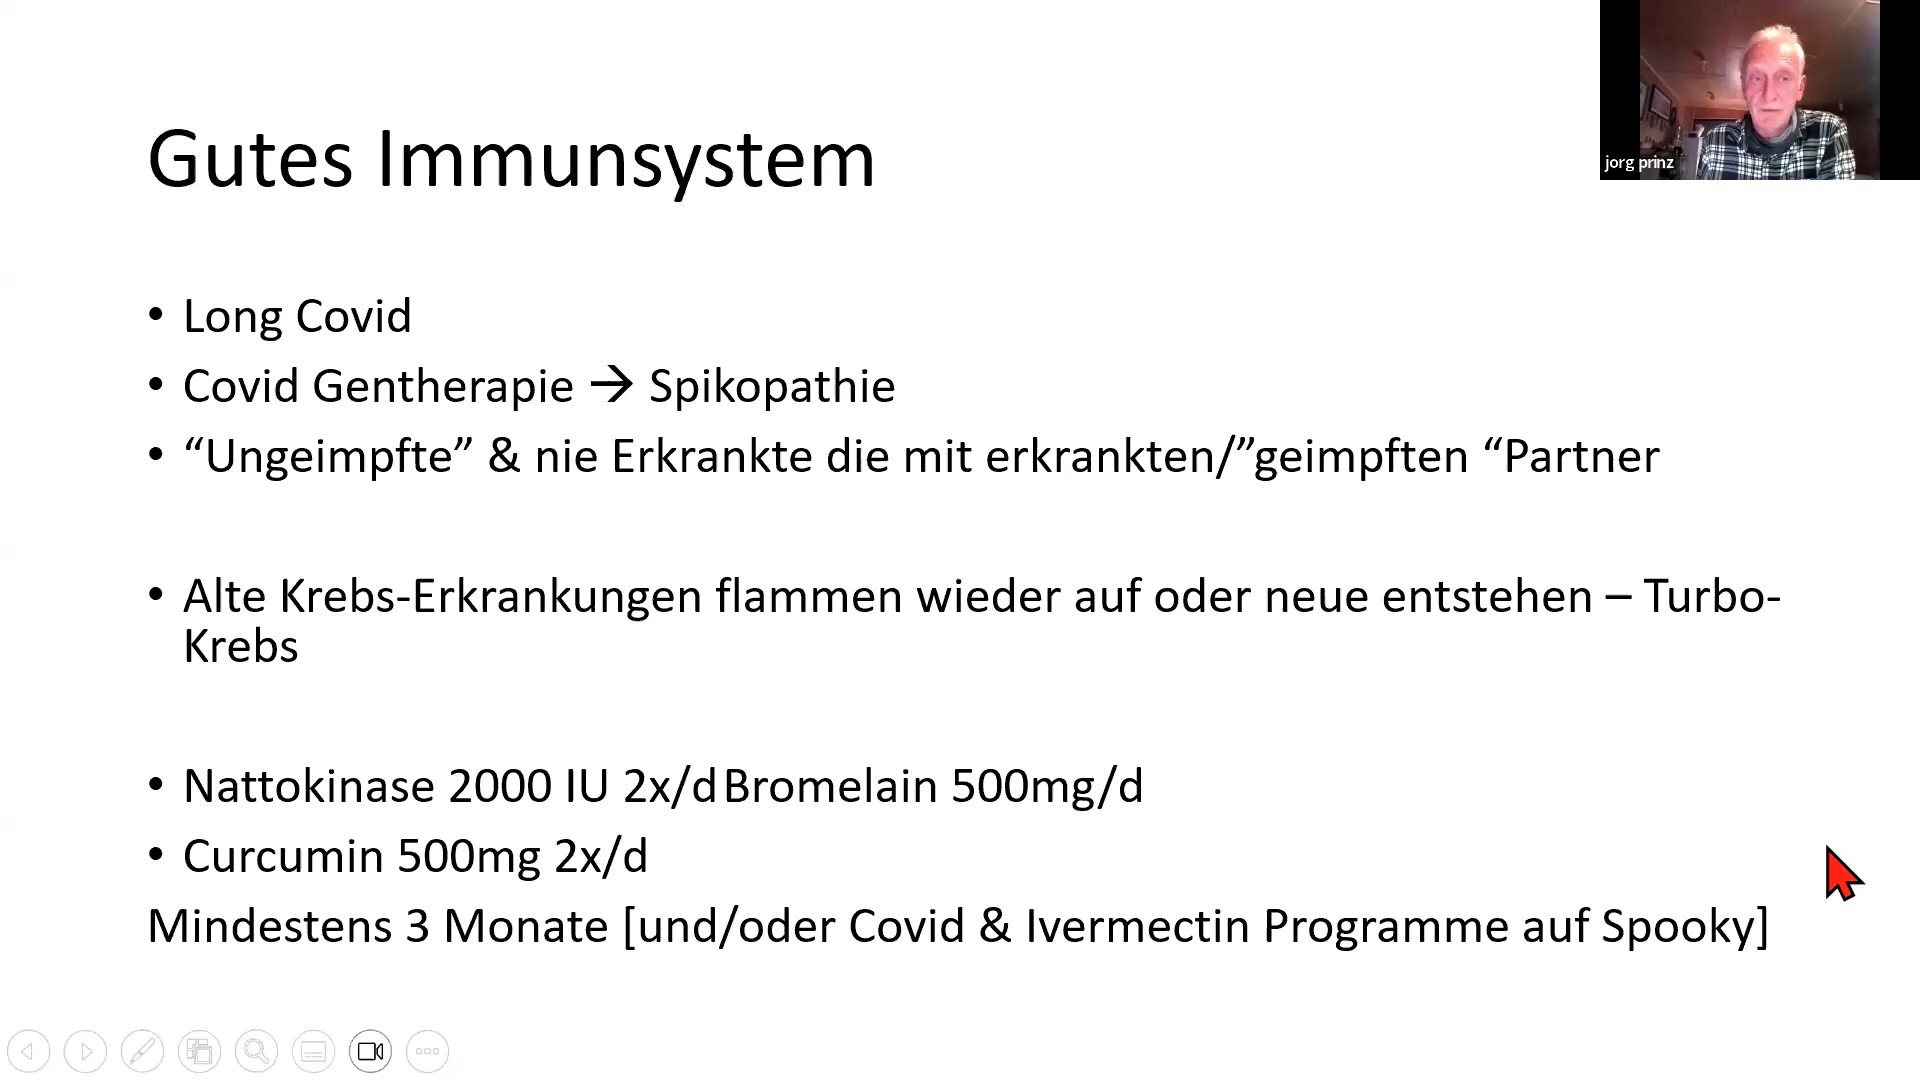 jorg prinz
Gutes Immunsystem
• Long Covid
• Covid Gentherapie → Spikopathie
• “Ungeimpfte” & nie Erkrankte die mit erkrankten/”geimpften “Partner
• Alte Krebs-Erkrankungen flammen wieder auf oder neue entstehen – Turbo-
Krebs
• Nattokinase 2000 IU 2x/d Bromelain 500mg/d
• Curcumin 500mg 2x/d
Mindestens 3 Monate [und/oder Covid & Ivermectin Programme auf Spooky]